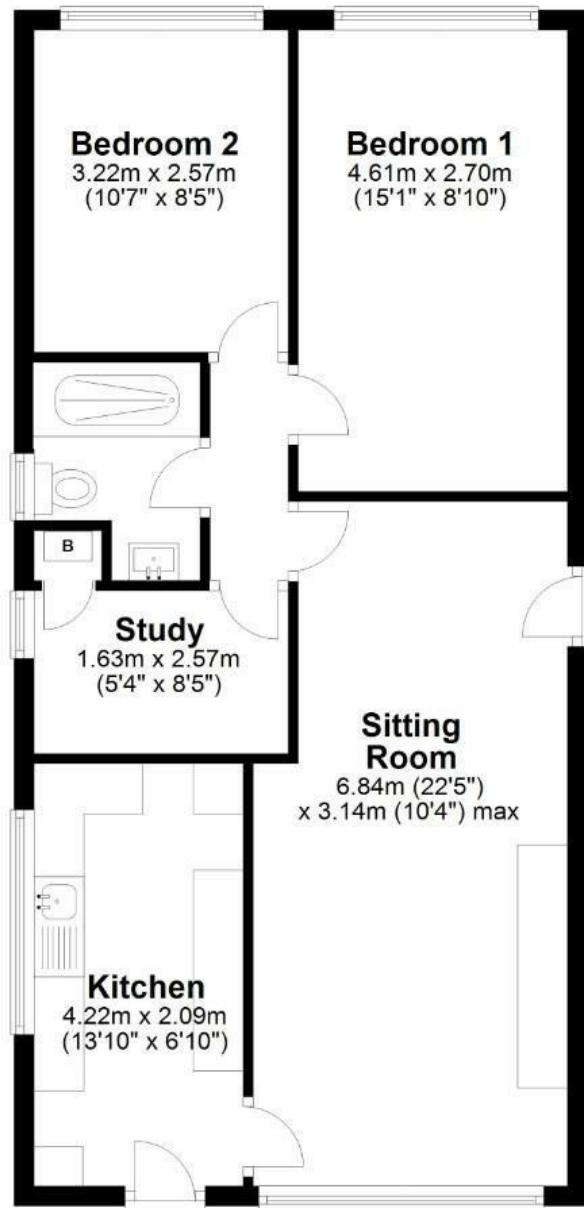 Bedroom 2
3.22m x 2.57m
(10'7" x 8'5")
Bedroom 1
4.61m x 2.70m
(15'1" x 8'10")
B
Study
1.63m x 2.57m
(5'4" x 8'5")
Sitting
Room
6.84m (22'5")
x 3.14m (10'4") max
Kitchen
4.22m x 2.09m
(13'10" x 6'10")